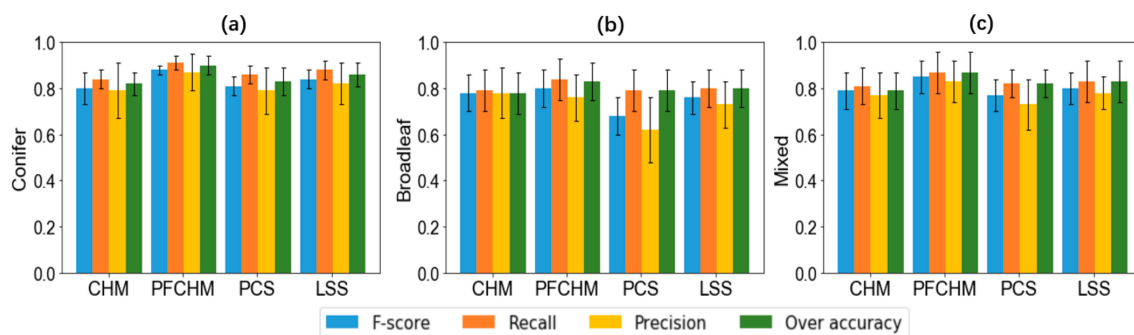 (a)
(b)
(c)
1.0
0.8
0.6
0.4
0.2
0.0
Conifer
CHM PFCHM PCS LSS
1.0
0.8
0.6
0.4
0.2
0.0
Broadleaf
CHM PFCHM PCS LSS
1.0
0.8
0.6
0.4
0.2
0.0
Mixed
CHM PFCHM PCS LSS
F-score Recall Precision Over accuracy